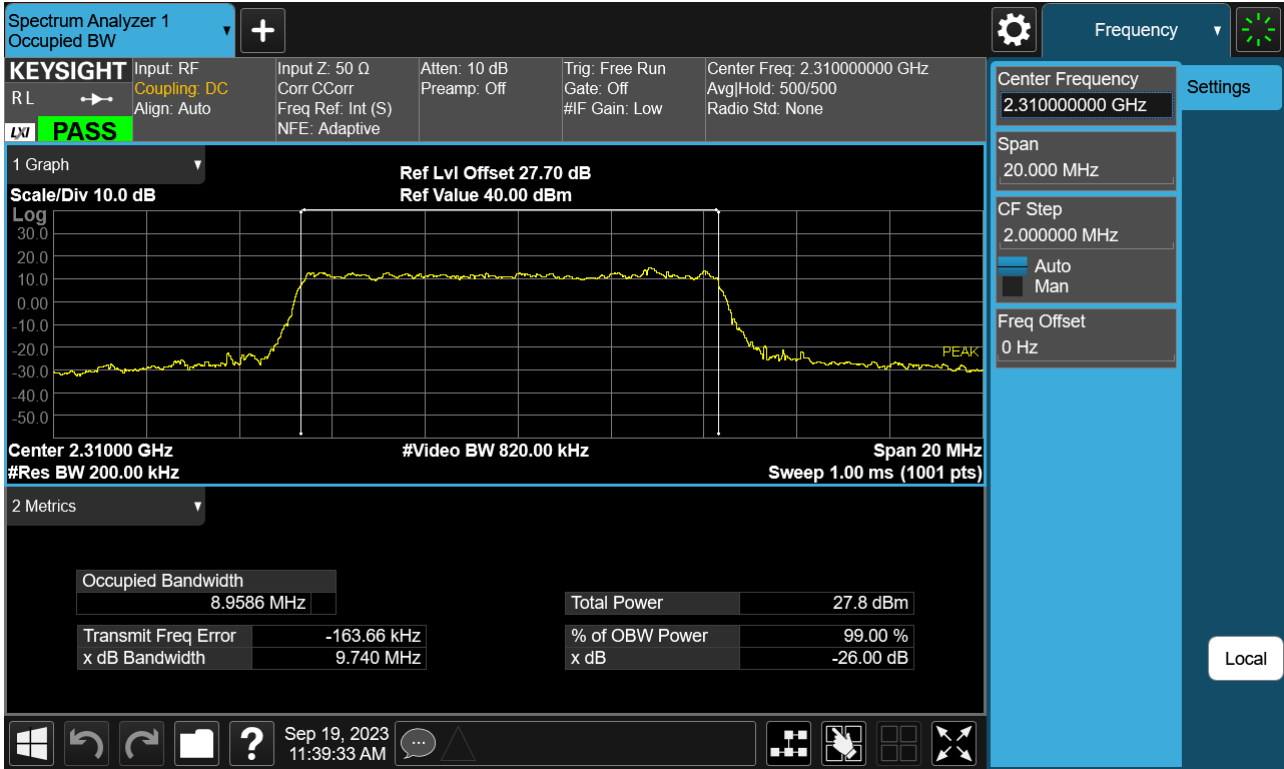 Spectrum Analyzer 1
Occupied BW
▼
+
Frequency
▼
KEYSIGHT
R L
LXI PASS
Input: RF
Coupling: DC
Align: Auto
Input Z: 50 Ω
Corr CCorr
Freq Ref: Int (S)
NFE: Adaptive
Atten: 10 dB
Preamp: Off
Trig: Free Run
Gate: Off
#IF Gain: Low
Center Freq: 2.310000000 GHz
Avg|Hold: 500/500
Radio Std: None
1 Graph ▼
Scale/Div 10.0 dB
Ref Lvl Offset 27.70 dB
Ref Value 40.00 dBm
Log
30.0
20.0
10.0
0.00
-10.0
-20.0
-30.0
-40.0
-50.0
PEAK
Center 2.31000 GHz
#Res BW 200.00 kHz
#Video BW 820.00 kHz
Span 20 MHz
Sweep 1.00 ms (1001 pts)
2 Metrics ▼
Occupied Bandwidth
8.9586 MHz
Transmit Freq Error -163.66 kHz
x dB Bandwidth 9.740 MHz
Total Power 27.8 dBm
% of OBW Power 99.00 %
x dB -26.00 dB
Center Frequency
2.310000000 GHz
Span
20.000 MHz
CF Step
2.000000 MHz
Auto
Man
Freq Offset
0 Hz
Settings
Local
?
Sep 19, 2023
11:39:33 AM